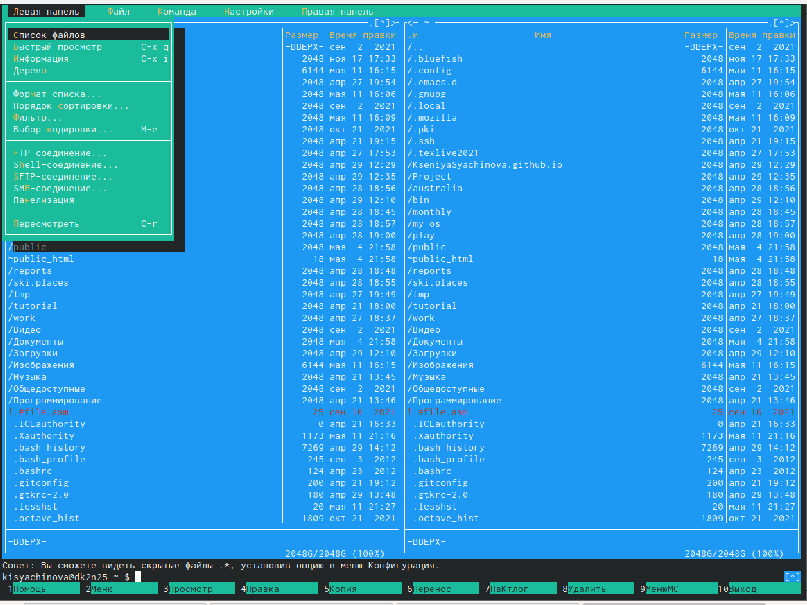 Левая панель Файл Команда Настройки Правая панель
.[^]> <- ~ .[^]>
Список файлов
Быстрый просмотр C-x q
Информация C-x i
Дерево
Формат списка...
Порядок сортировки...
Фильтр...
Выбор кодировки... M-e
FTP-соединение...
Shell-соединение...
SFTP-соединение...
SMB-соединение...
Панелизация
Пересмотреть C-r
Размер Время правки
-ВВЕРХ- сен 2 2021
2048 ноя 17 17:33
6144 мая 11 16:15
2048 апр 27 19:54
2048 мая 11 16:06
2048 сен 2 2021
2048 мая 11 16:09
2048 окт 21 2021
2048 апр 21 19:15
2048 апр 27 17:53
2048 апр 29 12:29
2048 апр 29 12:35
2048 апр 28 18:56
2048 апр 29 12:10
2048 апр 28 18:45
2048 апр 28 18:57
2048 апр 28 19:00
/public 2048 мая 4 21:58
~public_html 18 мая 4 21:58
/reports 2048 апр 28 18:48
/ski.places 2048 апр 28 18:55
/tmp 2048 апр 27 19:49
/tutorial 2048 апр 21 18:00
/work 2048 апр 27 18:37
/Видео 2048 сен 2 2021
/Документы 2048 мая 4 21:58
/Загрузки 2048 апр 29 12:10
/Изображения 6144 мая 11 16:15
/Музыка 2048 апр 21 13:45
/Общедоступные 2048 сен 2 2021
/Программирование 2048 апр 21 13:46
!.#file.asm 25 сен 16 2021
.ICEauthority 0 апр 21 16:33
.Xauthority 1173 мая 11 21:16
.bash_history 7269 апр 29 14:12
.bash_profile 245 сен 3 2012
.bashrc 124 апр 23 2012
.gitconfig 200 апр 21 19:12
.gtkrc-2.0 180 апр 29 13:48
.lesshst 20 мая 11 21:27
.octave_hist 1809 окт 21 2021
-ВВЕРХ-
2048G/2048G (100%)
.и Имя Размер Время правки
/.. -ВВЕРХ- сен 2 2021
/.bluefish 2048 ноя 17 17:33
/.config 6144 мая 11 16:15
/.emacs.d 2048 апр 27 19:54
/.gnupg 2048 мая 11 16:06
/.local 2048 сен 2 2021
/.mozilla 2048 мая 11 16:09
/.pki 2048 окт 21 2021
/.ssh 2048 апр 21 19:15
/.texlive2021 2048 апр 27 17:53
/KseniyaSyachinova.github.io 2048 апр 29 12:29
/Project 2048 апр 29 12:35
/australia 2048 апр 28 18:56
/bin 2048 апр 29 12:10
/monthly 2048 апр 28 18:45
/my_os 2048 апр 28 18:57
/play 2048 апр 28 19:00
/public 2048 мая 4 21:58
~public_html 18 мая 4 21:58
/reports 2048 апр 28 18:48
/ski.places 2048 апр 28 18:55
/tmp 2048 апр 27 19:49
/tutorial 2048 апр 21 18:00
/work 2048 апр 27 18:37
/Видео 2048 сен 2 2021
/Документы 2048 мая 4 21:58
/Загрузки 2048 апр 29 12:10
/Изображения 6144 мая 11 16:15
/Музыка 2048 апр 21 13:45
/Общедоступные 2048 сен 2 2021
/Программирование 2048 апр 21 13:46
!.#file.asm 25 сен 16 2021
.ICEauthority 0 апр 21 16:33
.Xauthority 1173 мая 11 21:16
.bash_history 7269 апр 29 14:12
.bash_profile 245 сен 3 2012
.bashrc 124 апр 23 2012
.gitconfig 200 апр 21 19:12
.gtkrc-2.0 180 апр 29 13:48
.lesshst 20 мая 11 21:27
.octave_hist 1809 окт 21 2021
-ВВЕРХ-
2048G/2048G (100%)
Совет: Вы сможете видеть скрытые файлы .*, установив опцию в меню Конфигурация.
kisyachinova@dk2n25 ~ $ [^]
1Помощь 2Меню 3Просмотр 4Правка 5Копия 6Перенос 7НвКтлог 8Удалить 9МенюMC 10Выход